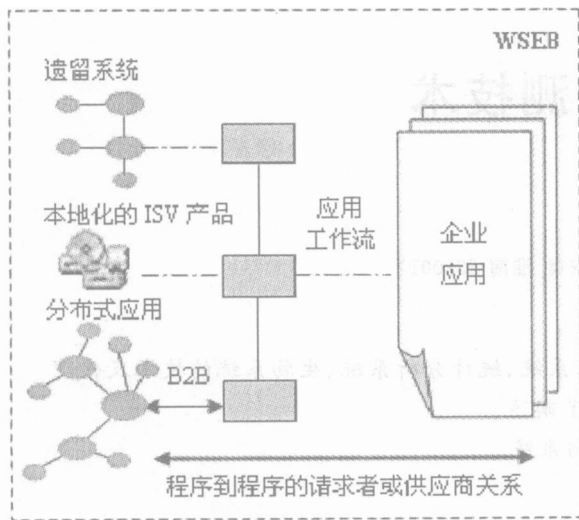 WSEB
遗留系统
本地化的 ISV 产品
应用
工作流
企业
应用
分布式应用
B2B
程序到程序的请求者或供应商关系